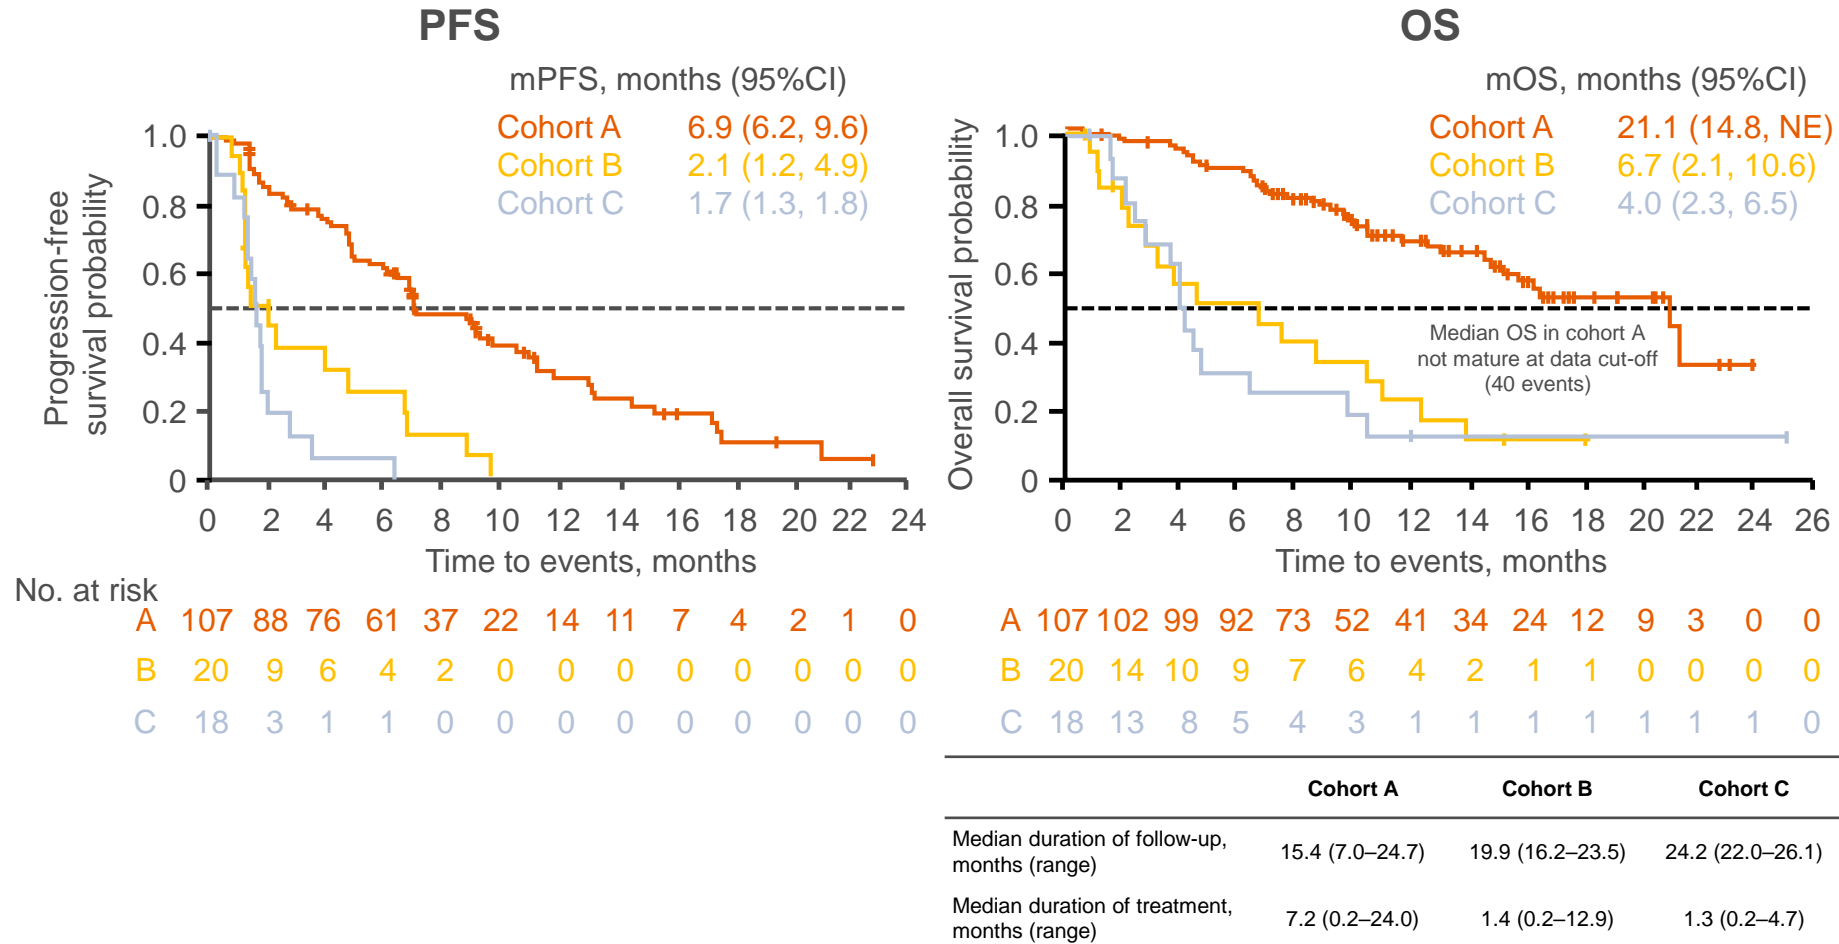 PFS
mPFS, months (95%CI)
Cohort A 6.9 (6.2, 9.6)
Cohort B 2.1 (1.2, 4.9)
Cohort C 1.7 (1.3, 1.8)
Progression-free
survival probability
1.0
0.8
0.6
0.4
0.2
0
0 2 4 6 8 10 12 14 16 18 20 22 24
Time to events, months
No. at risk
A 107 88 76 61 37 22 14 11 7 4 2 1 0
B 20 9 6 4 2 0 0 0 0 0 0 0 0
C 18 3 1 1 0 0 0 0 0 0 0 0 0
OS
mOS, months (95%CI)
Cohort A 21.1 (14.8, NE)
Cohort B 6.7 (2.1, 10.6)
Cohort C 4.0 (2.3, 6.5)
Overall survival probability
1.0
0.8
0.6
0.4
0.2
0
Median OS in cohort A
not mature at data cut-off
(40 events)
0 2 4 6 8 10 12 14 16 18 20 22 24 26
Time to events, months
A 107 102 99 92 73 52 41 34 24 12 9 3 0 0
B 20 14 10 9 7 6 4 2 1 1 0 0 0 0
C 18 13 8 5 4 3 1 1 1 1 1 1 1 0
Cohort A Cohort B Cohort C
Median duration of follow-up,
months (range) 15.4 (7.0–24.7) 19.9 (16.2–23.5) 24.2 (22.0–26.1)
Median duration of treatment,
months (range) 7.2 (0.2–24.0) 1.4 (0.2–12.9) 1.3 (0.2–4.7)